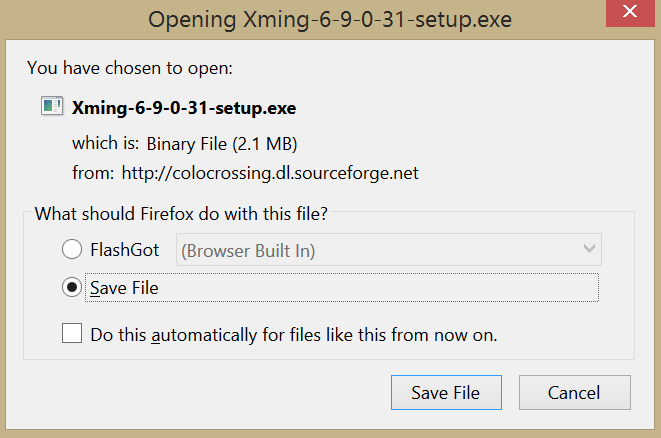 Opening Xming-6-9-0-31-setup.exe
You have chosen to open:
Xming-6-9-0-31-setup.exe
which is: Binary File (2.1 MB)
from: http://colocrossing.dl.sourceforge.net
What should Firefox do with this file?
FlashGot (Browser Built In)
Save File
Do this automatically for files like this from now on.
Save File Cancel